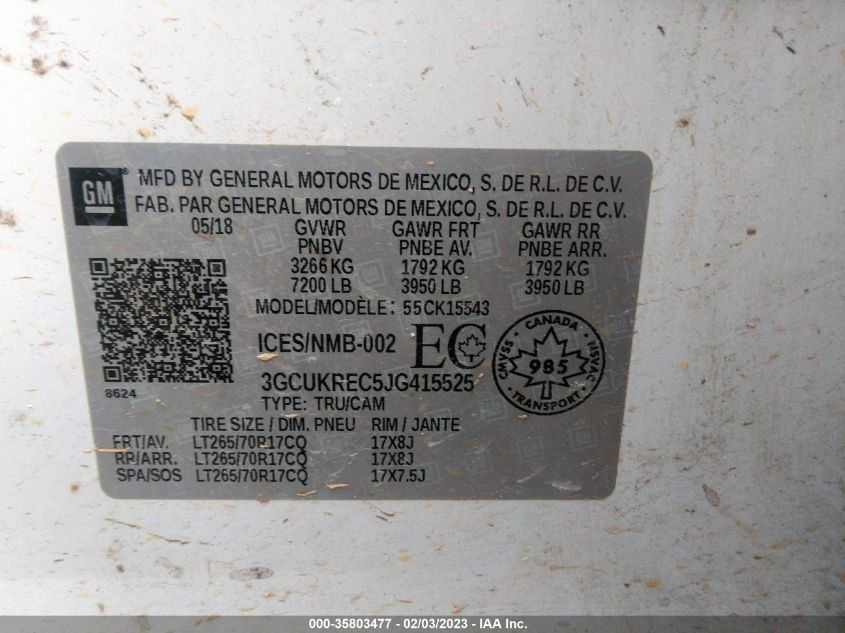 GM
MFD BY GENERAL MOTORS DE MEXICO, S. DE R.L. DE C.V.
FAB. PAR GENERAL MOTORS DE MEXICO, S. DE R.L. DE C.V.
05/18 GVWR GAWR FRT GAWR RR
PNBV PNBE AV. PNBE ARR.
3266 KG 1792 KG 1792 KG
7200 LB 3950 LB 3950 LB
MODEL/MODÈLE: 55CK15543
ICES/NMB-002 EC
CANADA CMVSS 985 NSVAC TRANSPORT
3GCUKREC5JG415525
8624
TYPE: TRU/CAM
TIRE SIZE / DIM. PNEU RIM / JANTE
FRT/AV. LT265/70R17CQ 17X8J
RP/ARR. LT265/70R17CQ 17X8J
SPA/SOS LT265/70R17CQ 17X7.5J
000-35803477 - 02/03/2023 - IAA Inc.